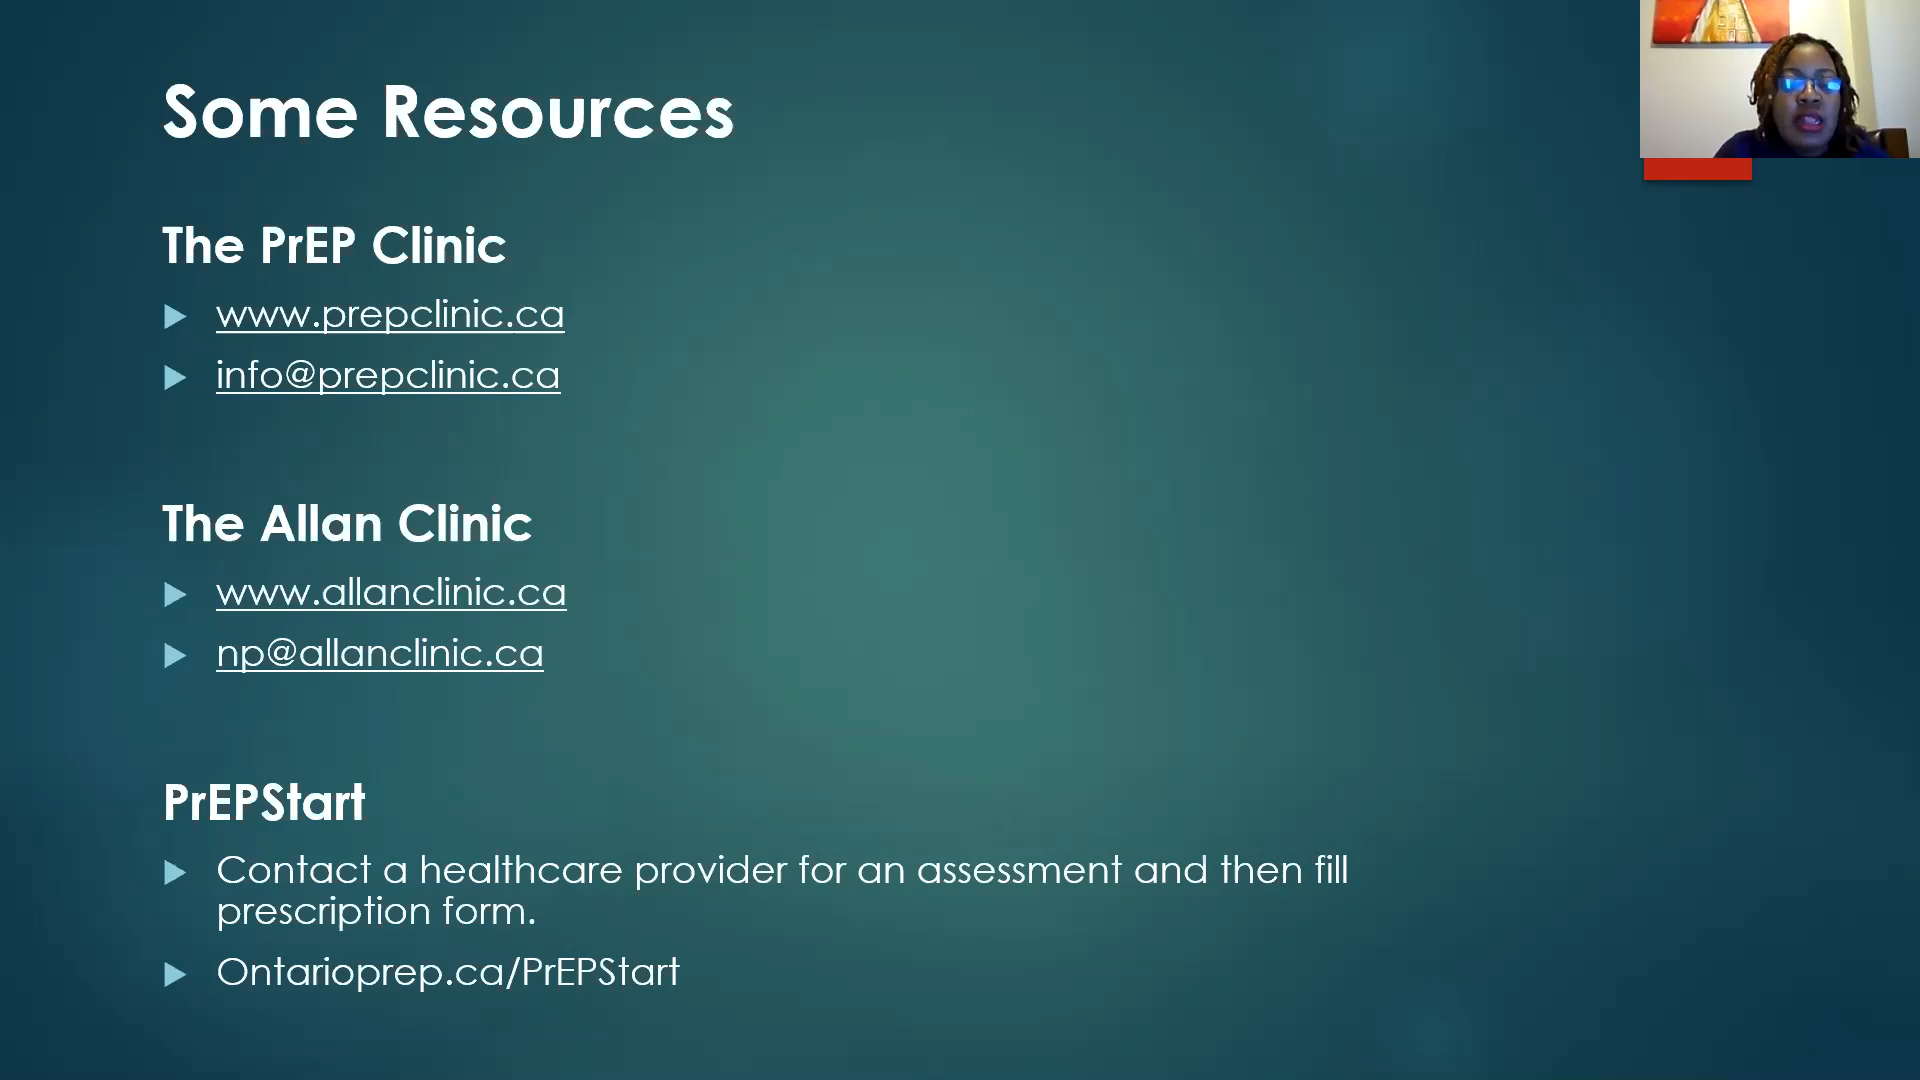 Some Resources
The PrEP Clinic
www.prepclinic.ca
info@prepclinic.ca
The Allan Clinic
www.allanclinic.ca
np@allanclinic.ca
PrEPStart
Contact a healthcare provider for an assessment and then fill
prescription form.
Ontarioprep.ca/PrEPStart